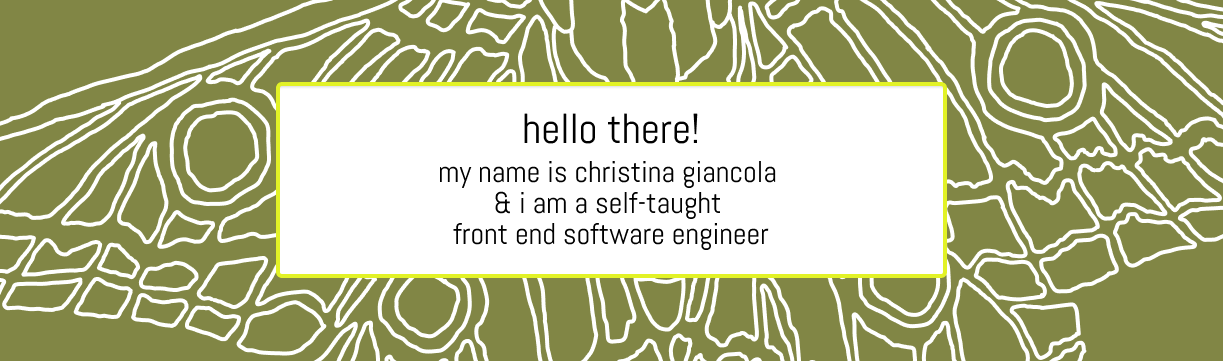 hello there!
my name is christina giancola
& i am a self-taught
front end software engineer